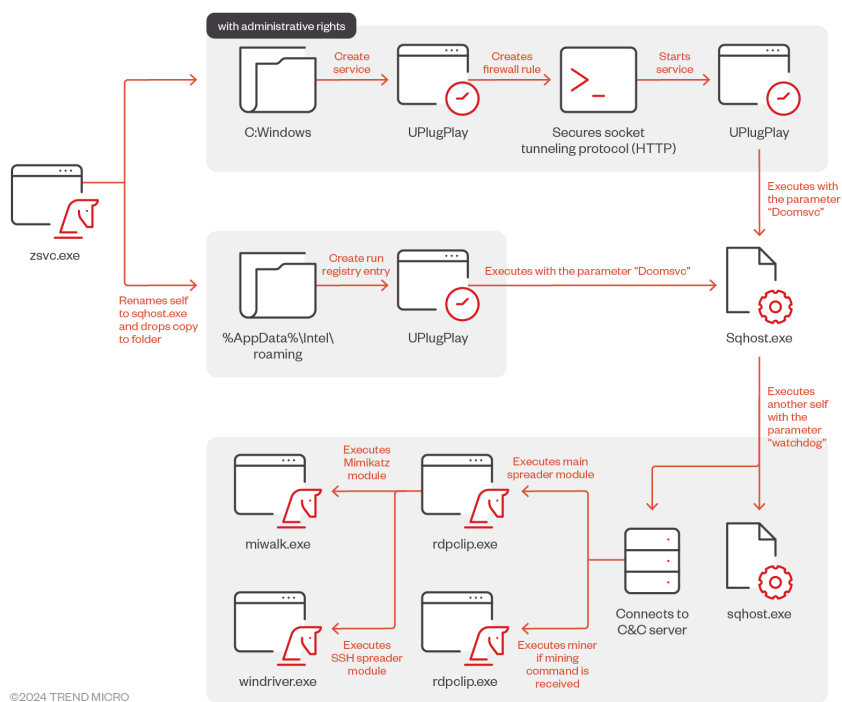 with administrative rights
Create
service
Creates
firewall rule
Starts
service
C:Windows
UPlugPlay
Secures socket
tunneling protocol (HTTP)
UPlugPlay
Executes with
the parameter
"Dcomsvc"
zsvc.exe
Renames self
to sqhost.exe
and drops copy
to folder
Create run
registry entry
Executes with the parameter "Dcomsvc"
%AppData%\Intel\
roaming
UPlugPlay
Sqhost.exe
Executes
another self
with the
parameter
"watchdog"
Executes
Mimikatz
module
Executes main
spreader module
miwalk.exe
rdpclip.exe
Connects to
C&C server
sqhost.exe
Executes
SSH spreader
module
Executes miner
if mining
command is
received
windriver.exe
rdpclip.exe
©2024 TREND MICRO